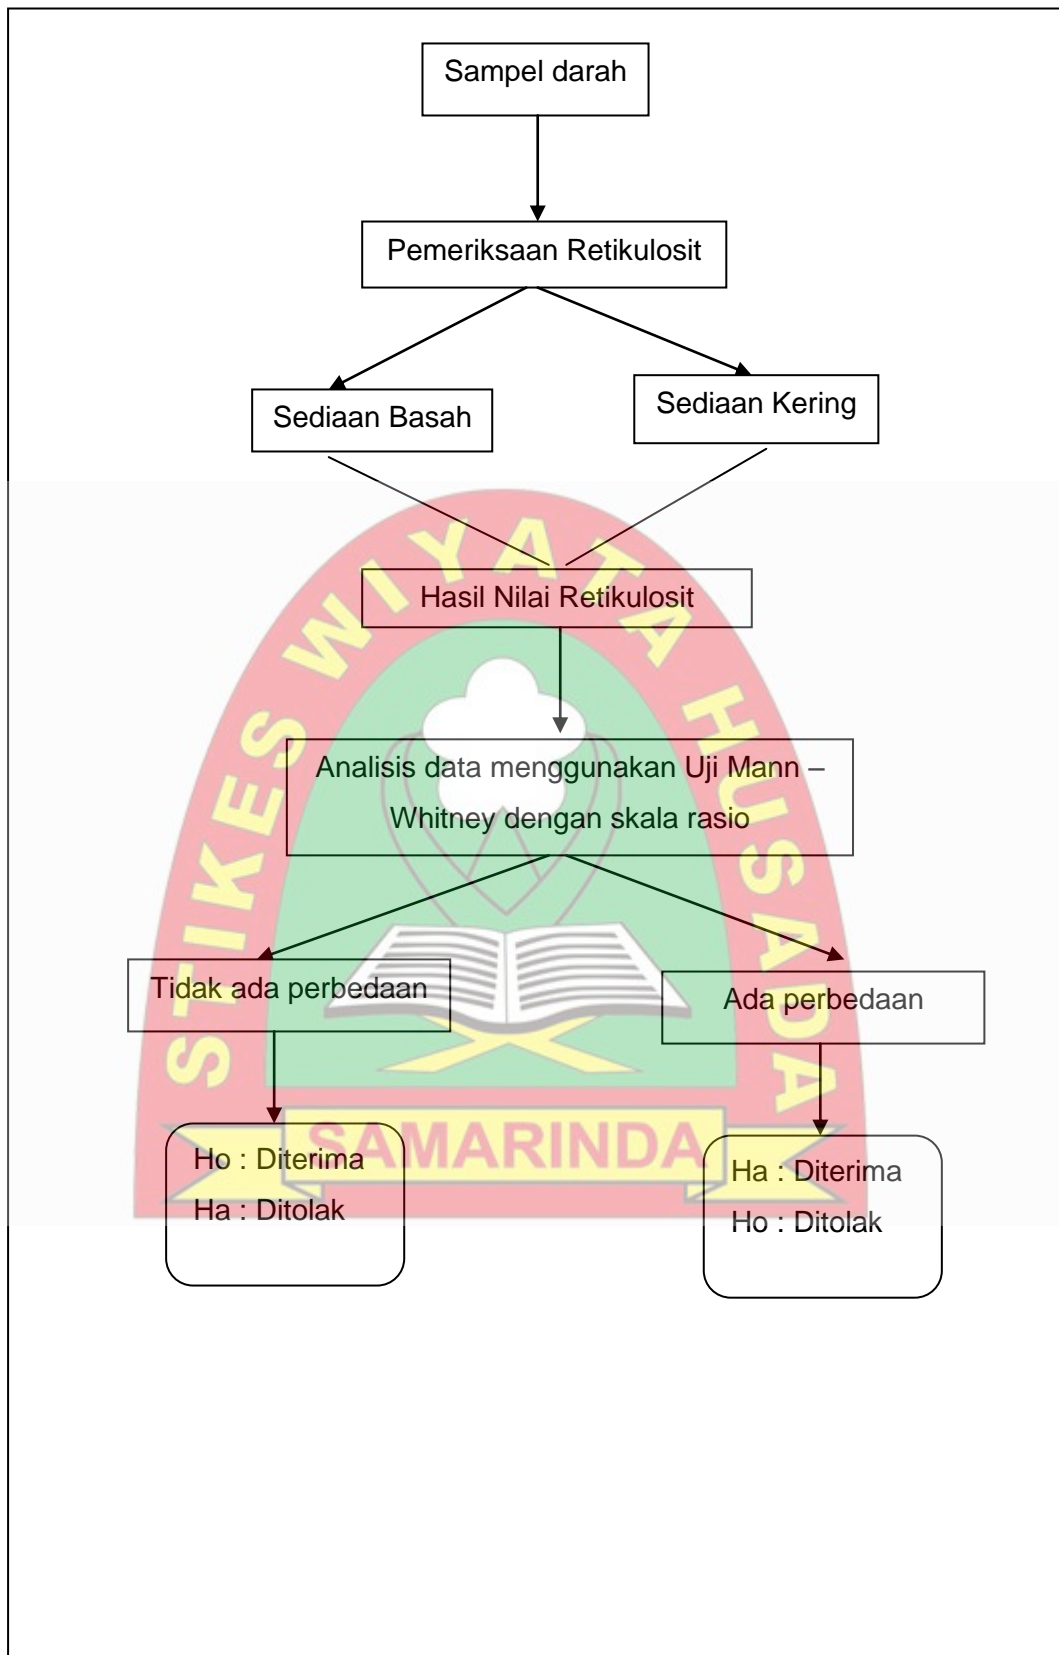 Sampel darah
Pemeriksaan Retikulosit
Sediaan Basah
Sediaan Kering
Hasil Nilai Retikulosit
Analisis data menggunakan Uji Mann –
Whitney dengan skala rasio
Tidak ada perbedaan
Ada perbedaan
Ho : Diterima
Ha : Ditolak
Ha : Diterima
Ho : Ditolak
STIKES WIYATA HUSADA
SAMARINDA